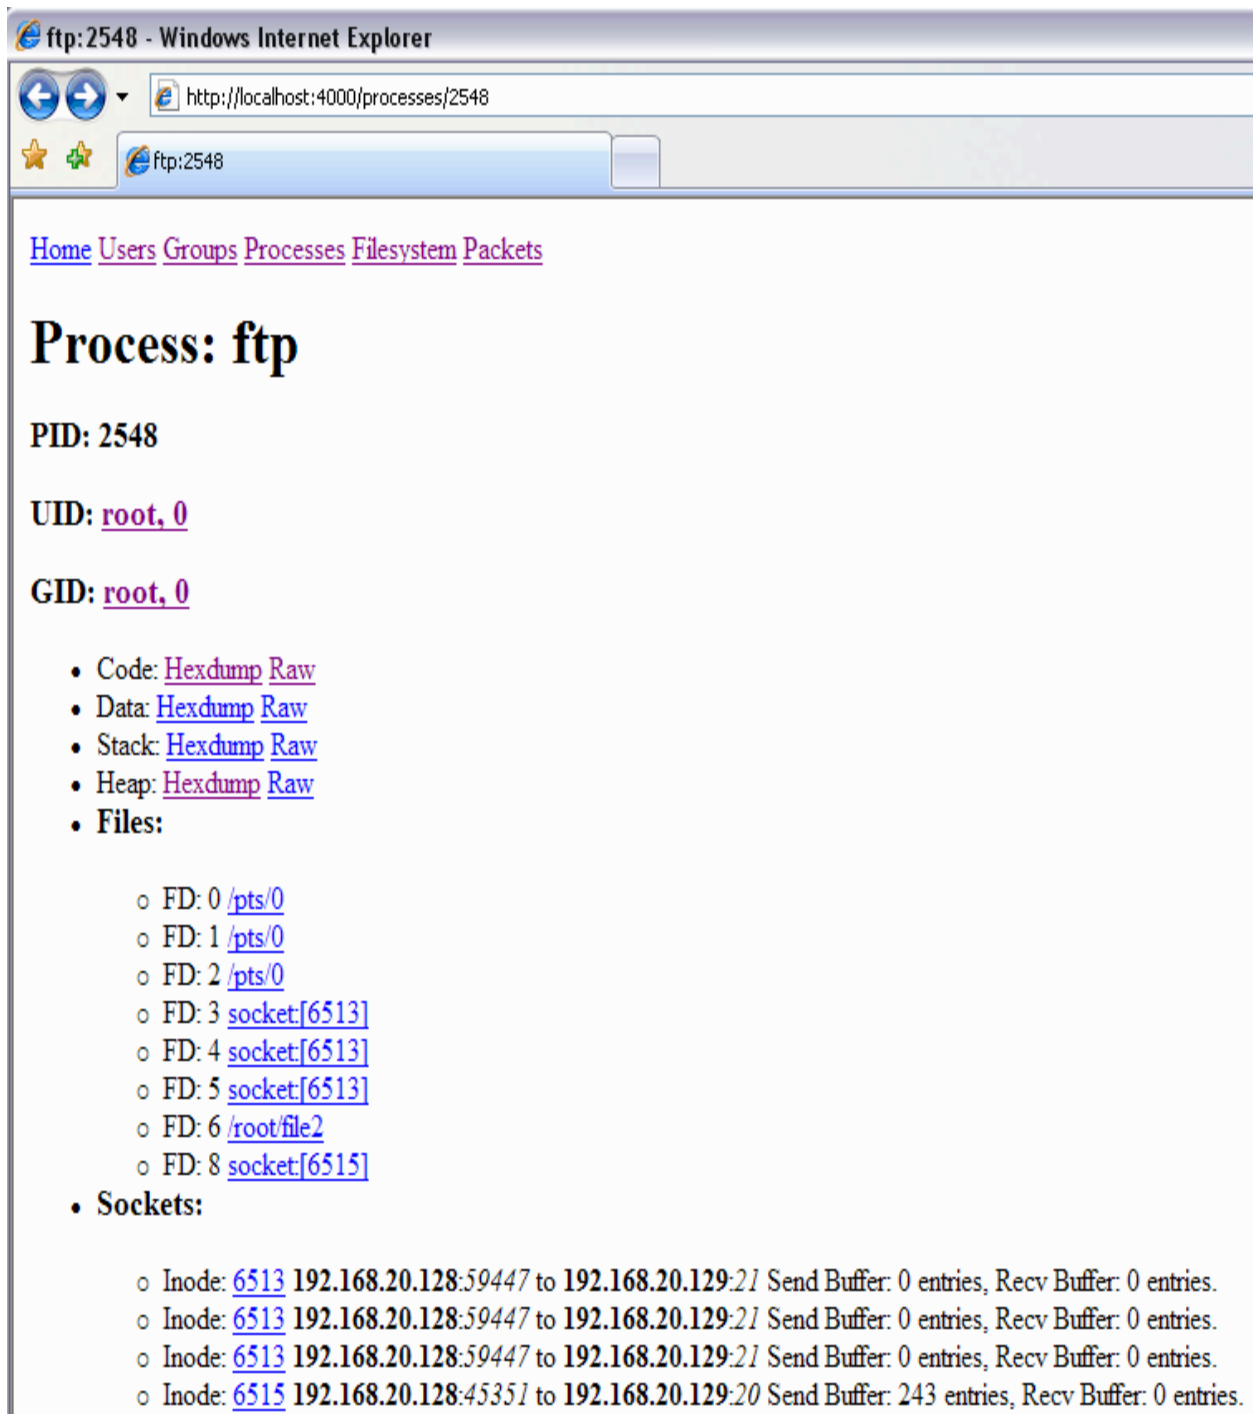 ftp:2548 - Windows Internet Explorer
http://localhost:4000/processes/2548
ftp:2548
Home Users Groups Processes Filesystem Packets
Process: ftp
PID: 2548
UID: root, 0
GID: root, 0
• Code: Hexdump Raw
• Data: Hexdump Raw
• Stack: Hexdump Raw
• Heap: Hexdump Raw
• Files:
o FD: 0 /pts/0
o FD: 1 /pts/0
o FD: 2 /pts/0
o FD: 3 socket:[6513]
o FD: 4 socket:[6513]
o FD: 5 socket:[6513]
o FD: 6 /root/file2
o FD: 8 socket:[6515]
• Sockets:
o Inode: 6513 192.168.20.128:59447 to 192.168.20.129:21 Send Buffer: 0 entries, Recv Buffer: 0 entries.
o Inode: 6513 192.168.20.128:59447 to 192.168.20.129:21 Send Buffer: 0 entries, Recv Buffer: 0 entries.
o Inode: 6513 192.168.20.128:59447 to 192.168.20.129:21 Send Buffer: 0 entries, Recv Buffer: 0 entries.
o Inode: 6515 192.168.20.128:45351 to 192.168.20.129:20 Send Buffer: 243 entries, Recv Buffer: 0 entries.